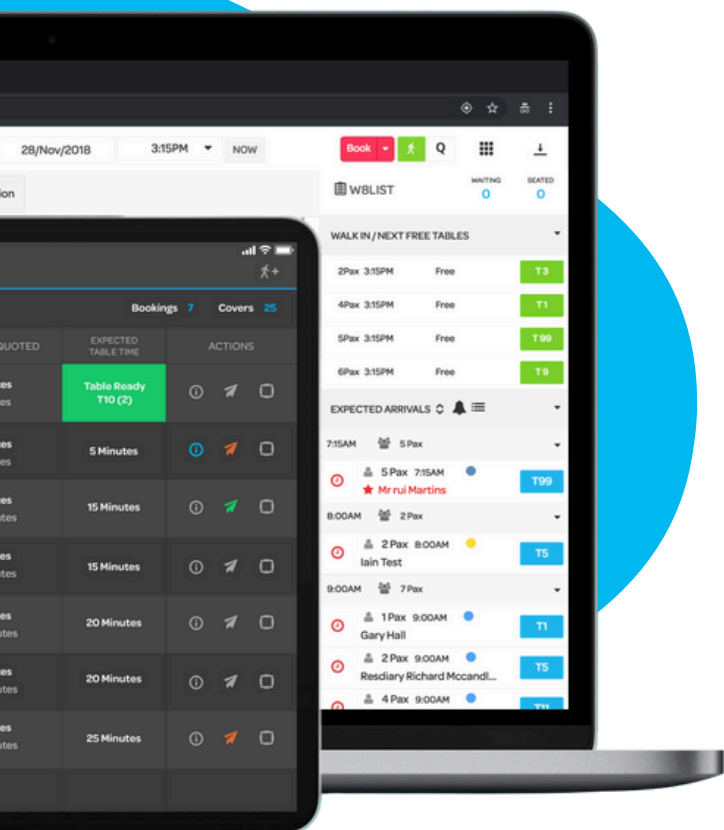 28/Nov/2018 3:15PM NOW Book Q
ion
W8LIST
WAITING SEATED
0 0
WALK IN / NEXT FREE TABLES
2Pax 3:15PM Free T3
4Pax 3:15PM Free T1
5Pax 3:15PM Free T99
6Pax 3:15PM Free T9
EXPECTED ARRIVALS
7:15AM 5 Pax
5 Pax 7:15AM T99
Mr rui Martins
8:00AM 2 Pax
2 Pax 8:00AM T5
Iain Test
9:00AM 7 Pax
1 Pax 9:00AM T1
Gary Hall
2 Pax 9:00AM T5
Resdiary Richard Mccandl...
4 Pax 9:00AM T11
Bookings 7 Covers 25
QUOTED EXPECTED TABLE TIME ACTIONS
Table Ready
T10 (2)
5 Minutes
15 Minutes
15 Minutes
20 Minutes
20 Minutes
25 Minutes